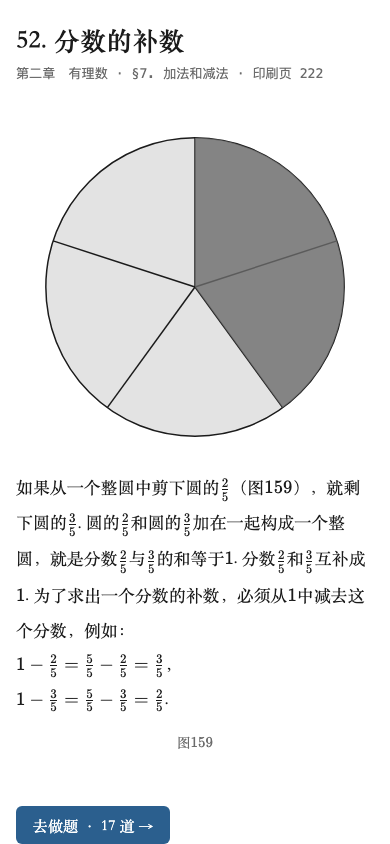 52. 分数的补数
第二章　有理数 · §7. 加法和减法 · 印刷页 222
如果从一个整圆中剪下圆的2/5（图159），就剩
下圆的3/5. 圆的2/5和圆的3/5加在一起构成一个整
圆，就是分数2/5与3/5的和等于1. 分数2/5和3/5互补成
1. 为了求出一个分数的补数，必须从1中减去这
个分数，例如：
1 − 2/5 = 5/5 − 2/5 = 3/5,
1 − 3/5 = 5/5 − 3/5 = 2/5.
图159
去做题 · 17 道 →